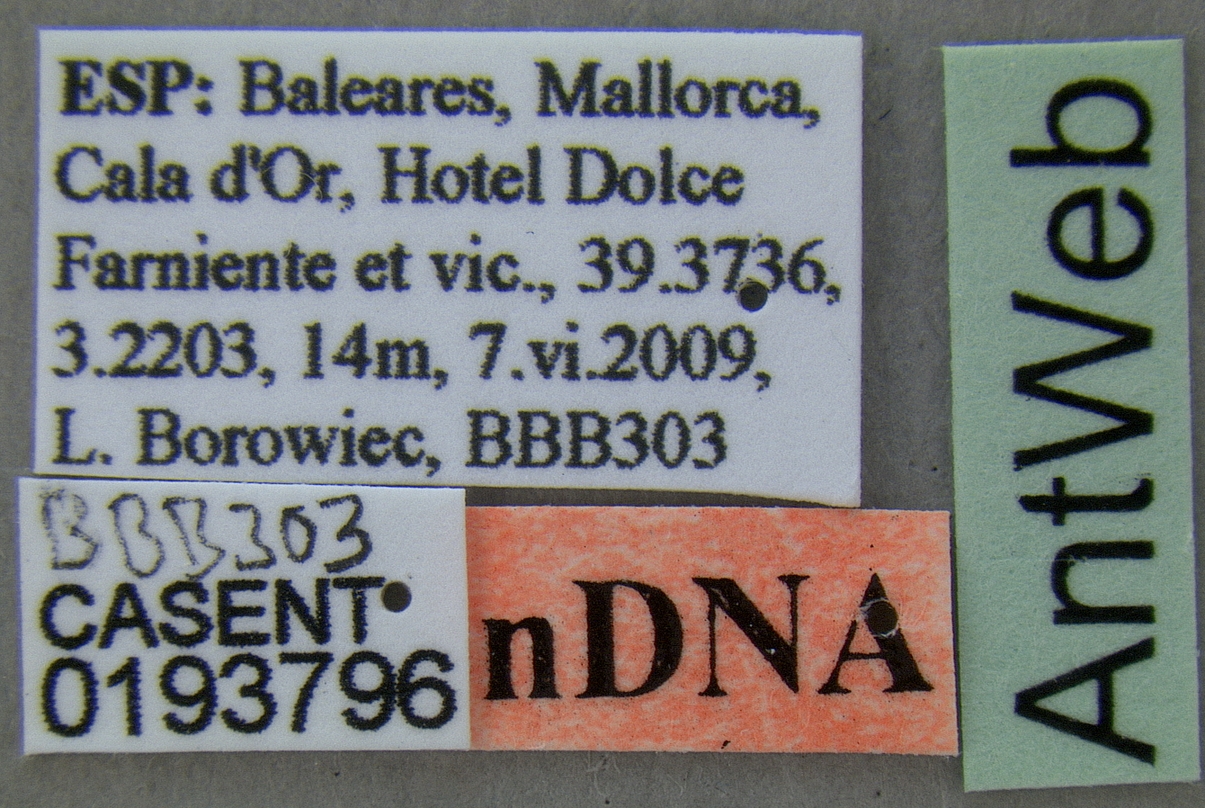 ESP: Baleares, Mallorca,
Cala d'Or, Hotel Dolce
Farniente et vic., 39.3736,
3.2203, 14m, 7.vi.2009,
L. Borowiec, BBB303
BBB303
CASENT
0193796
nDNA
AntWeb